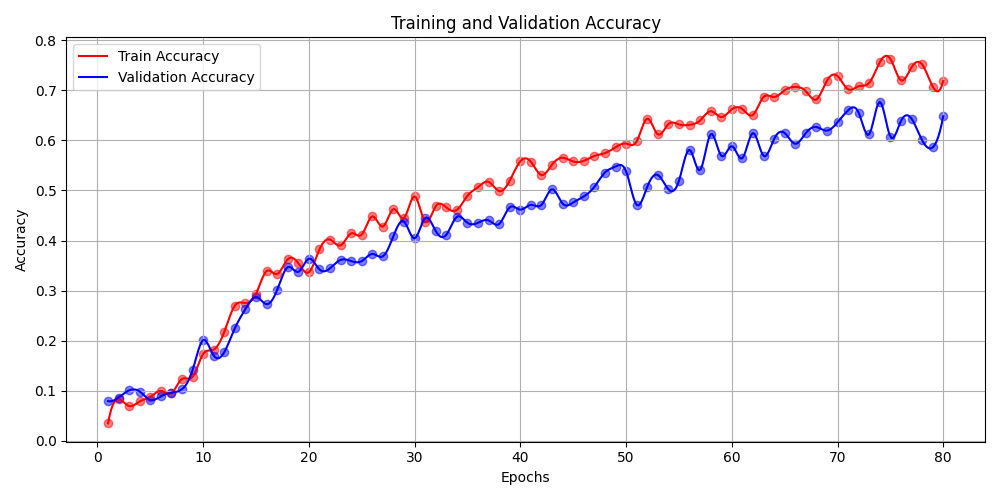 Training and Validation Accuracy
Train Accuracy
Validation Accuracy
Accuracy
0.8
0.7
0.6
0.5
0.4
0.3
0.2
0.1
0.0
0 10 20 30 40 50 60 70 80
Epochs